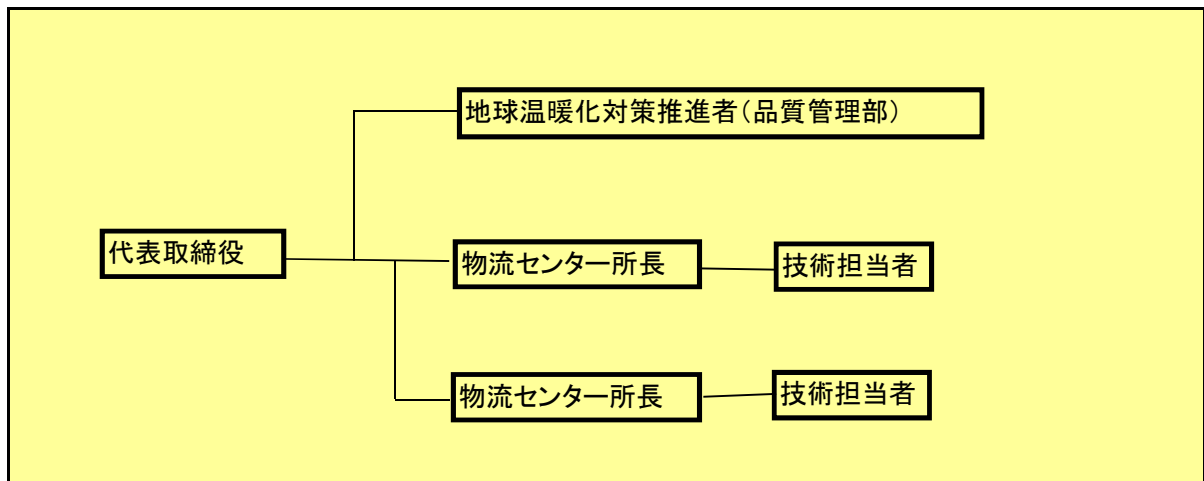 地球温暖化対策推進者（品質管理部）
代表取締役
物流センター所長
技術担当者
物流センター所長
技術担当者